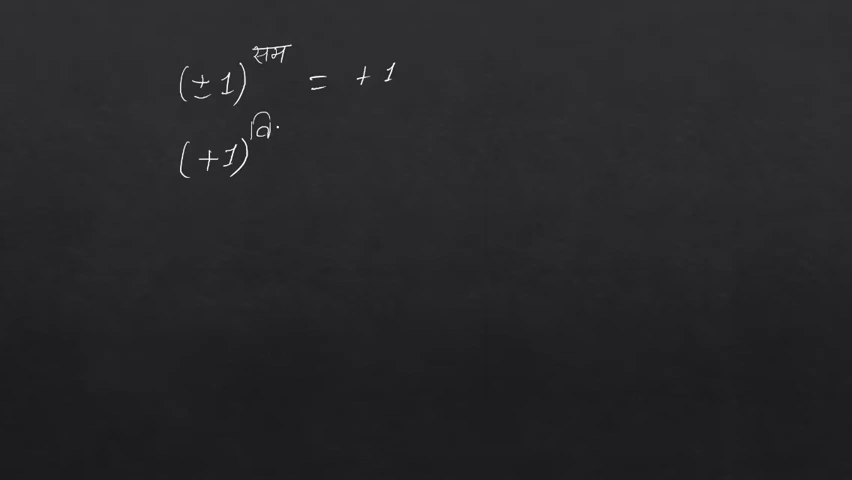 (± 1)^सम = + 1
(+1)^वि.